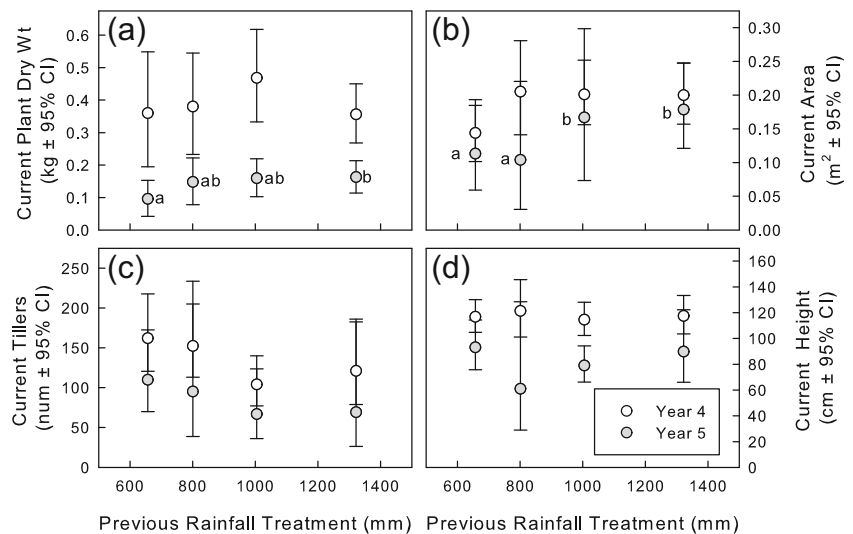 (a)
0.6
0.5
0.4
0.3
0.2
0.1
0.0
Current Plant Dry Wt
(kg ± 95% CI)
a
ab
ab
b
(b)
0.30
0.25
0.20
0.15
0.10
0.05
0.00
Current Area
(m² ± 95% CI)
a
a
b
b
(c)
250
200
150
100
50
0
Current Tillers
(num ± 95% CI)
600 800 1000 1200 1400
Previous Rainfall Treatment (mm)
(d)
160
140
120
100
80
60
40
20
0
Current Height
(cm ± 95% CI)
Year 4
Year 5
600 800 1000 1200 1400
Previous Rainfall Treatment (mm)